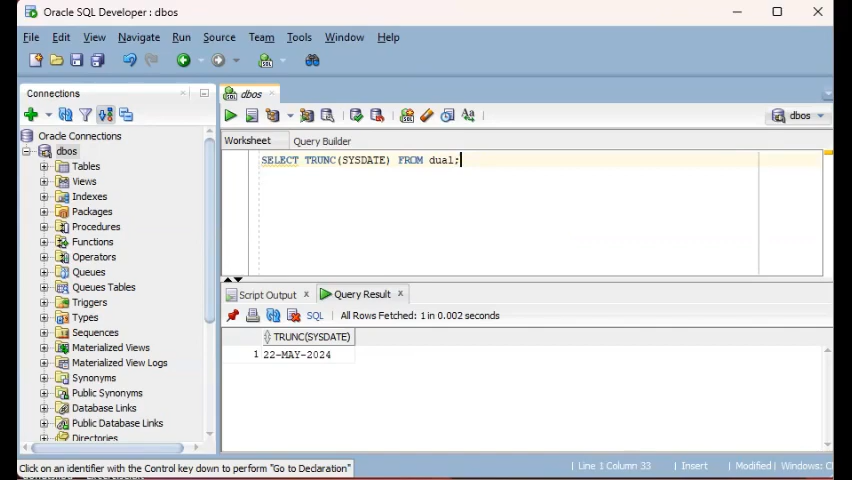 Oracle SQL Developer : dbos
File Edit View Navigate Run Source Team Tools Window Help
Connections
dbos
dbos
Worksheet Query Builder
Oracle Connections
dbos
Tables
Views
Indexes
Packages
Procedures
Functions
Operators
Queues
Queues Tables
Triggers
Types
Sequences
Materialized Views
Materialized View Logs
Synonyms
Public Synonyms
Database Links
Public Database Links
Directories
SELECT TRUNC(SYSDATE) FROM dual;
Script Output Query Result
SQL All Rows Fetched: 1 in 0.002 seconds
TRUNC(SYSDATE)
1 22-MAY-2024
Click on an identifier with the Control key down to perform "Go to Declaration"
Line 1 Column 33 Insert Modified Windows: C